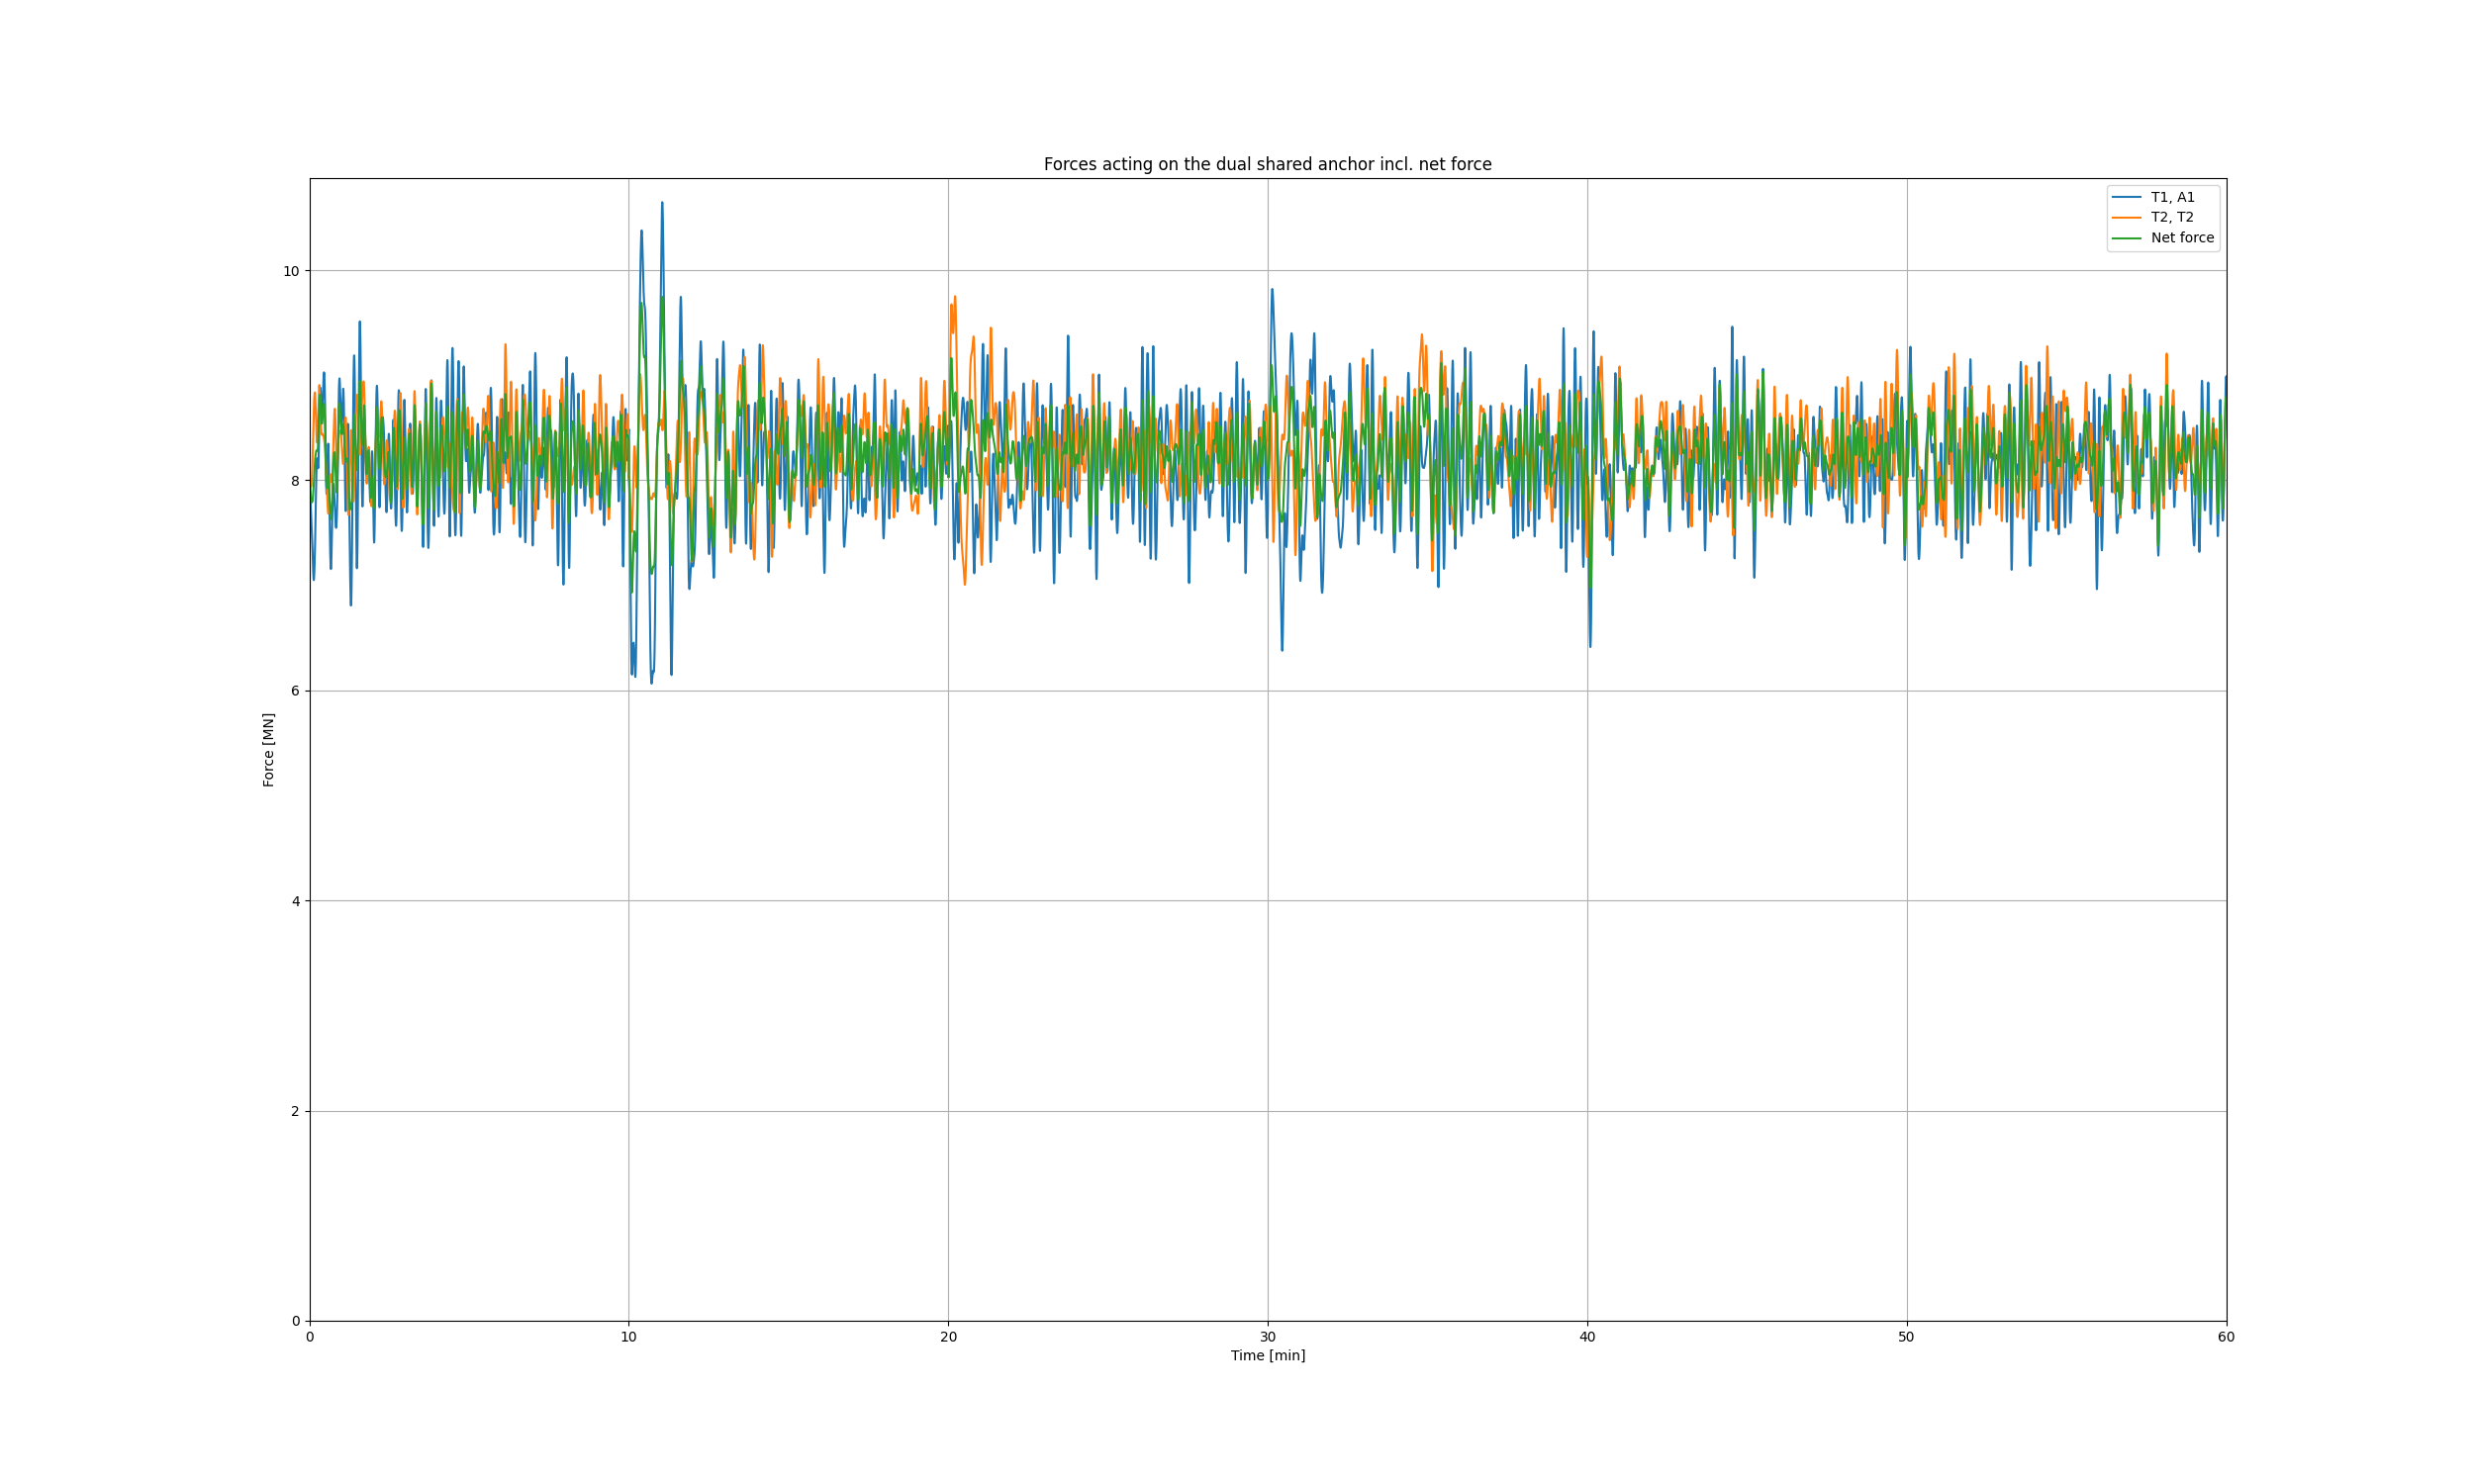 Forces acting on the dual shared anchor incl. net force
T1, A1
T2, T2
Net force
10
8
6
4
2
0
Force [MN]
0 10 20 30 40 50 60
Time [min]